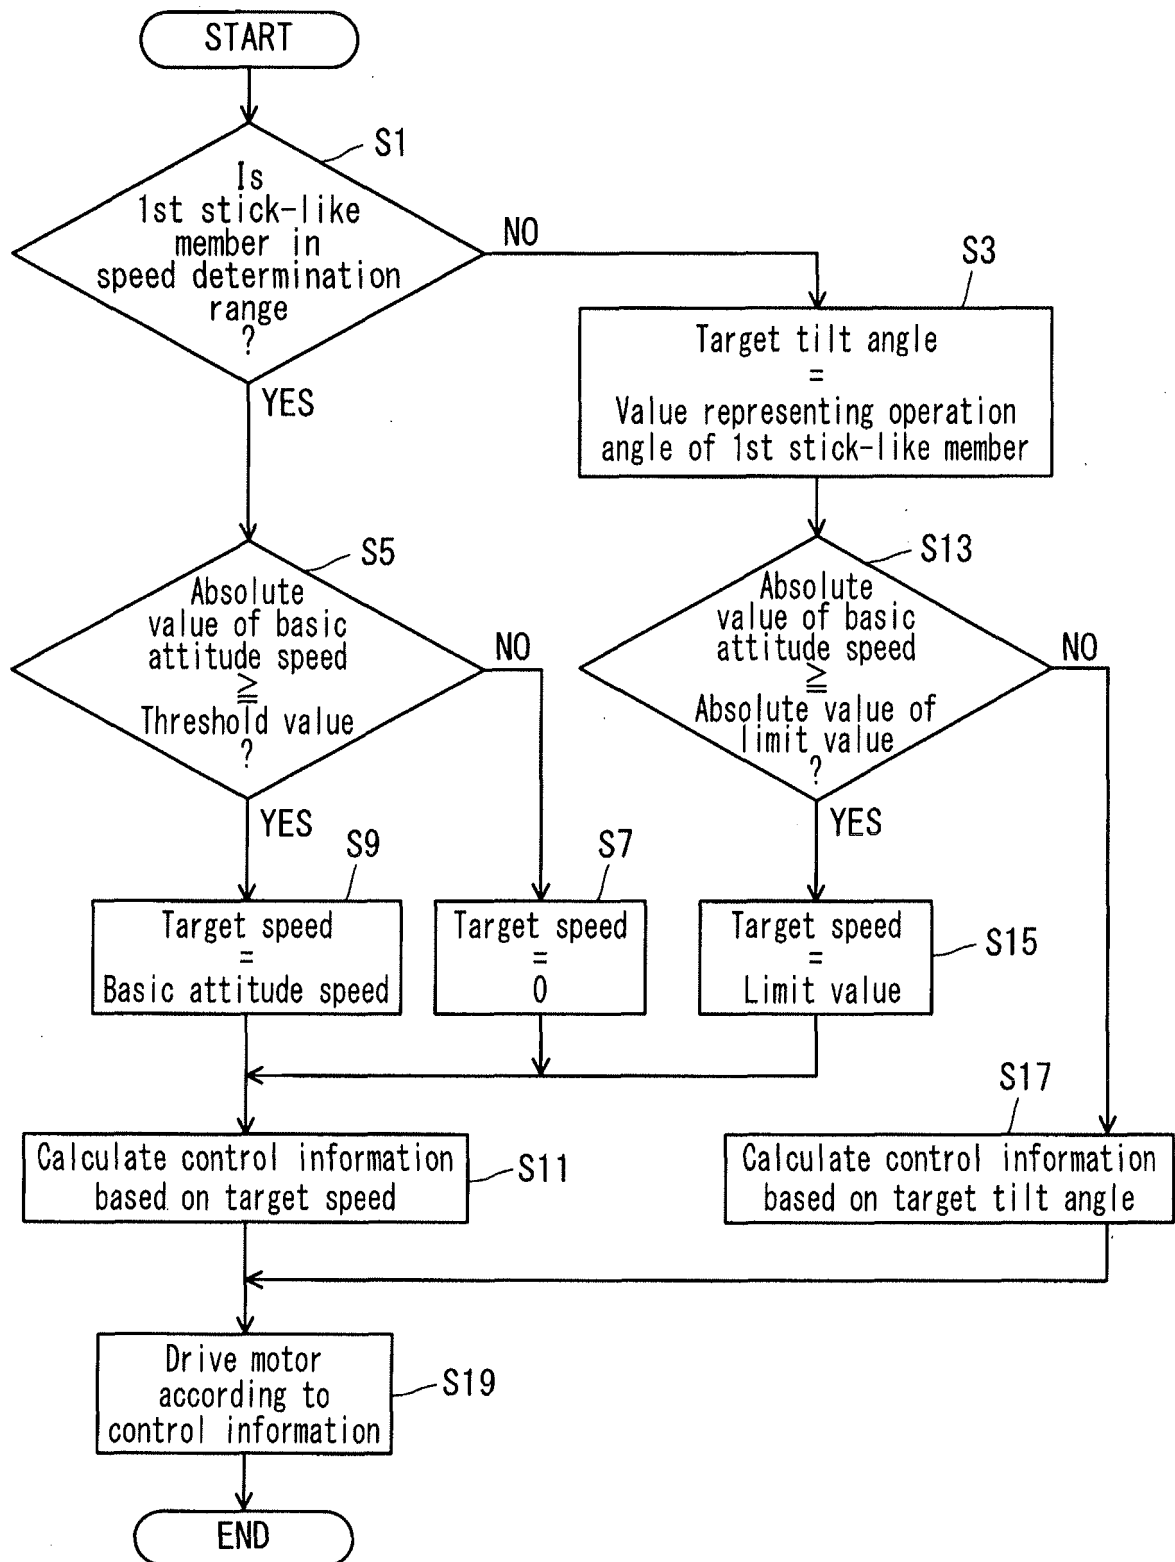 START
S1
Is
1st stick-like
member in
speed determination
range
?
NO
YES
S3
Target tilt angle
=
Value representing operation
angle of 1st stick-like member
S5
Absolute
value of basic
attitude speed
≧
Threshold value
?
NO
YES
S13
Absolute
value of basic
attitude speed
≧
Absolute value of
limit value
?
NO
YES
S9
Target speed
=
Basic attitude speed
S7
Target speed
=
0
Target speed
=
Limit value
S15
S17
Calculate control information
based on target speed
S11
Calculate control information
based on target tilt angle
Drive motor
according to
control information
S19
END